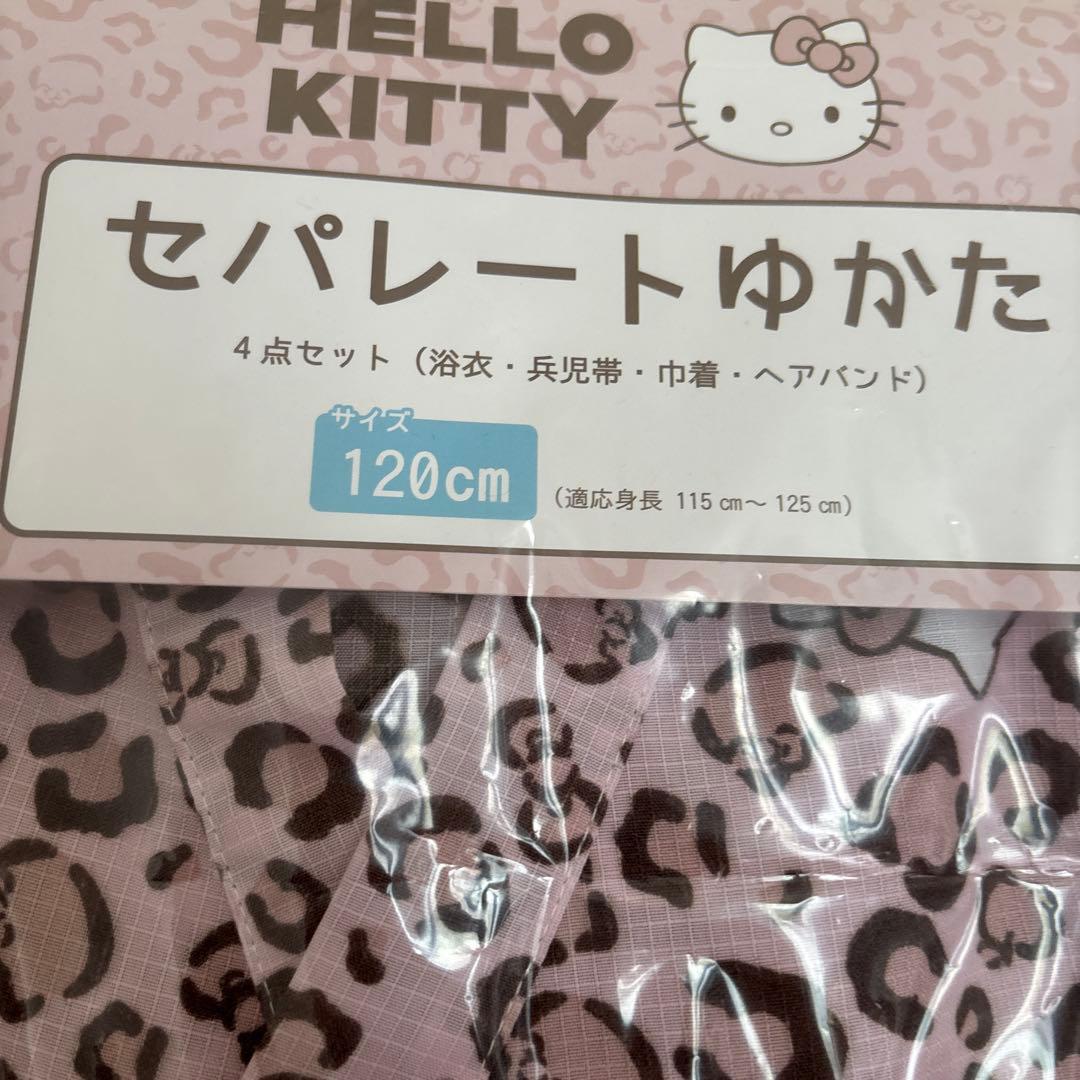 HELLO
KITTY
セパレートゆかた
4点セット（浴衣・兵児帯・巾着・ヘアバンド）
サイズ
120cm
（適応身長 115㎝〜125㎝）